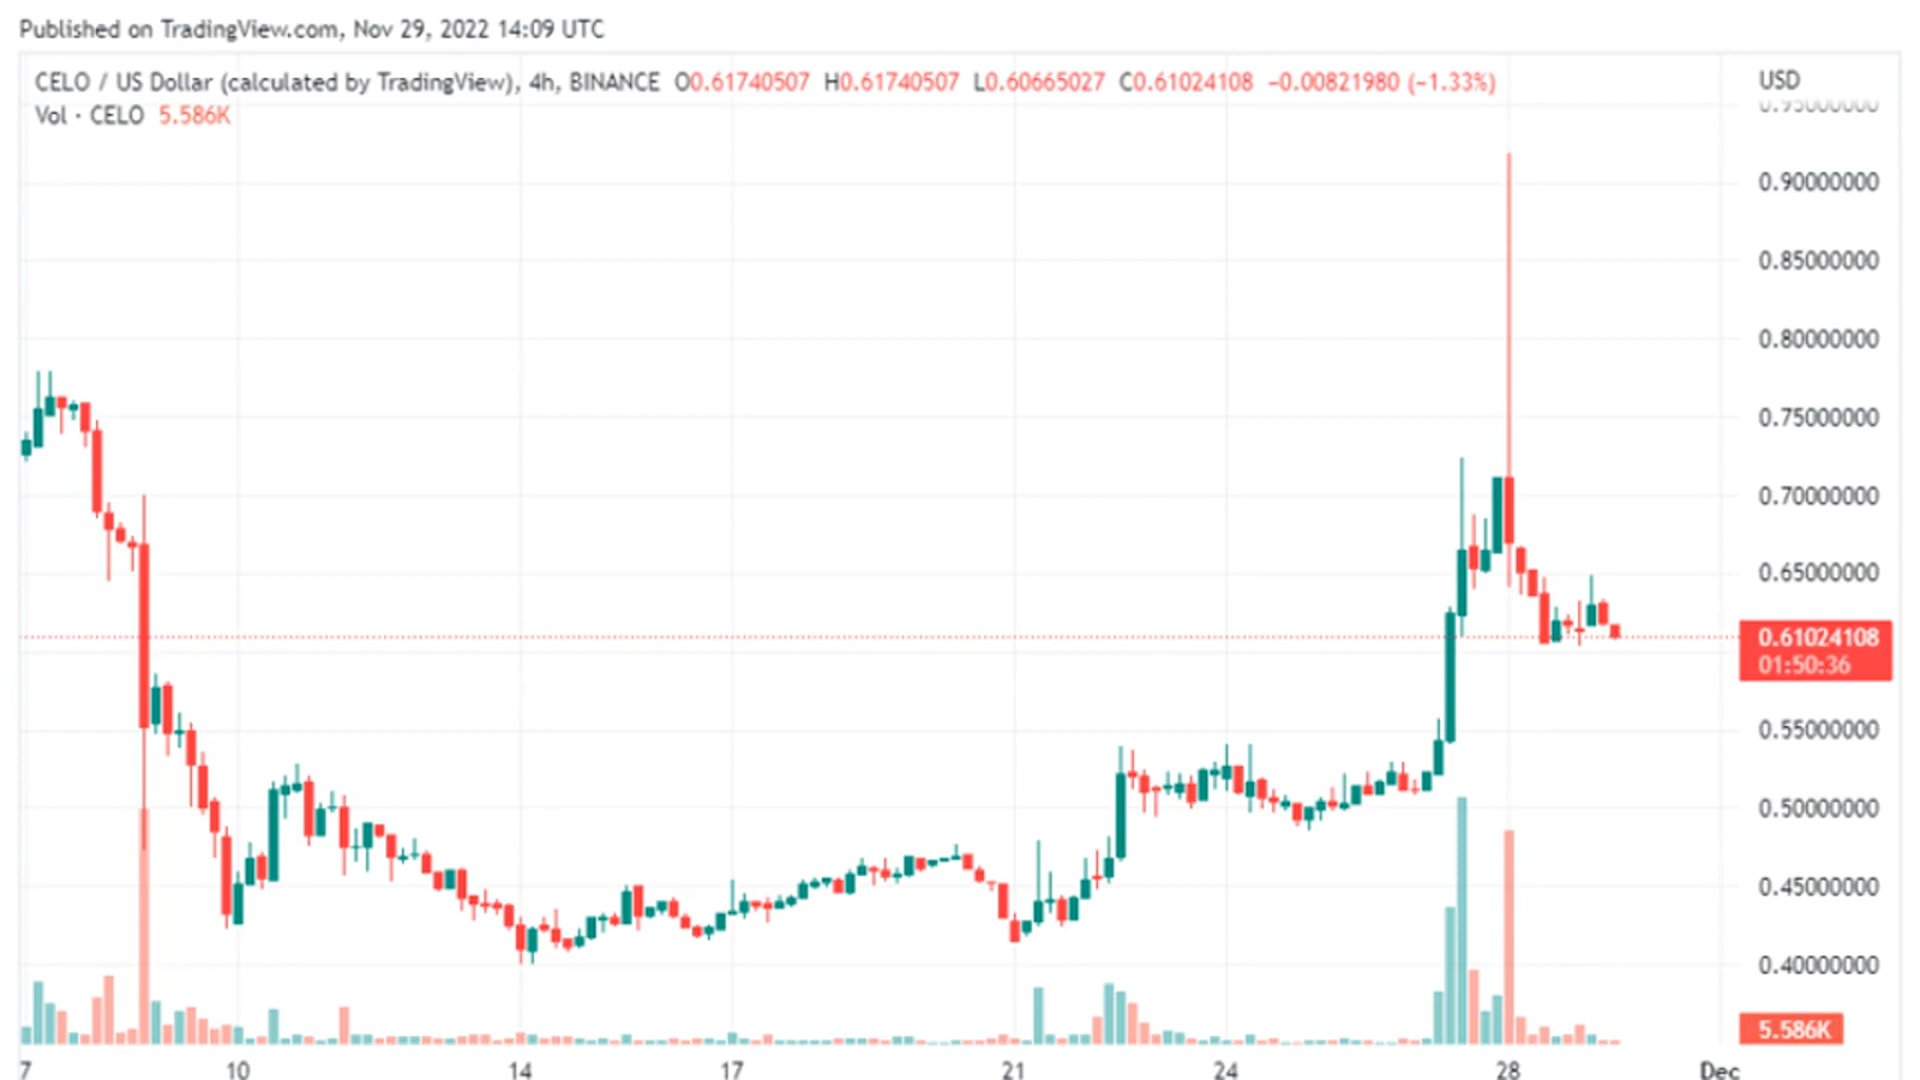 Published on TradingView.com, Nov 29, 2022 14:09 UTC
CELO / US Dollar (calculated by TradingView), 4h, BINANCE O0.61740507 H0.61740507 L0.60665027 C0.61024108 −0.00821980 (−1.33%)
Vol · CELO 5.586K
USD
0.95000000
0.90000000
0.85000000
0.80000000
0.75000000
0.70000000
0.65000000
0.61024108
01:50:36
0.55000000
0.50000000
0.45000000
0.40000000
5.586K
7 10 14 17 21 24 28 Dec